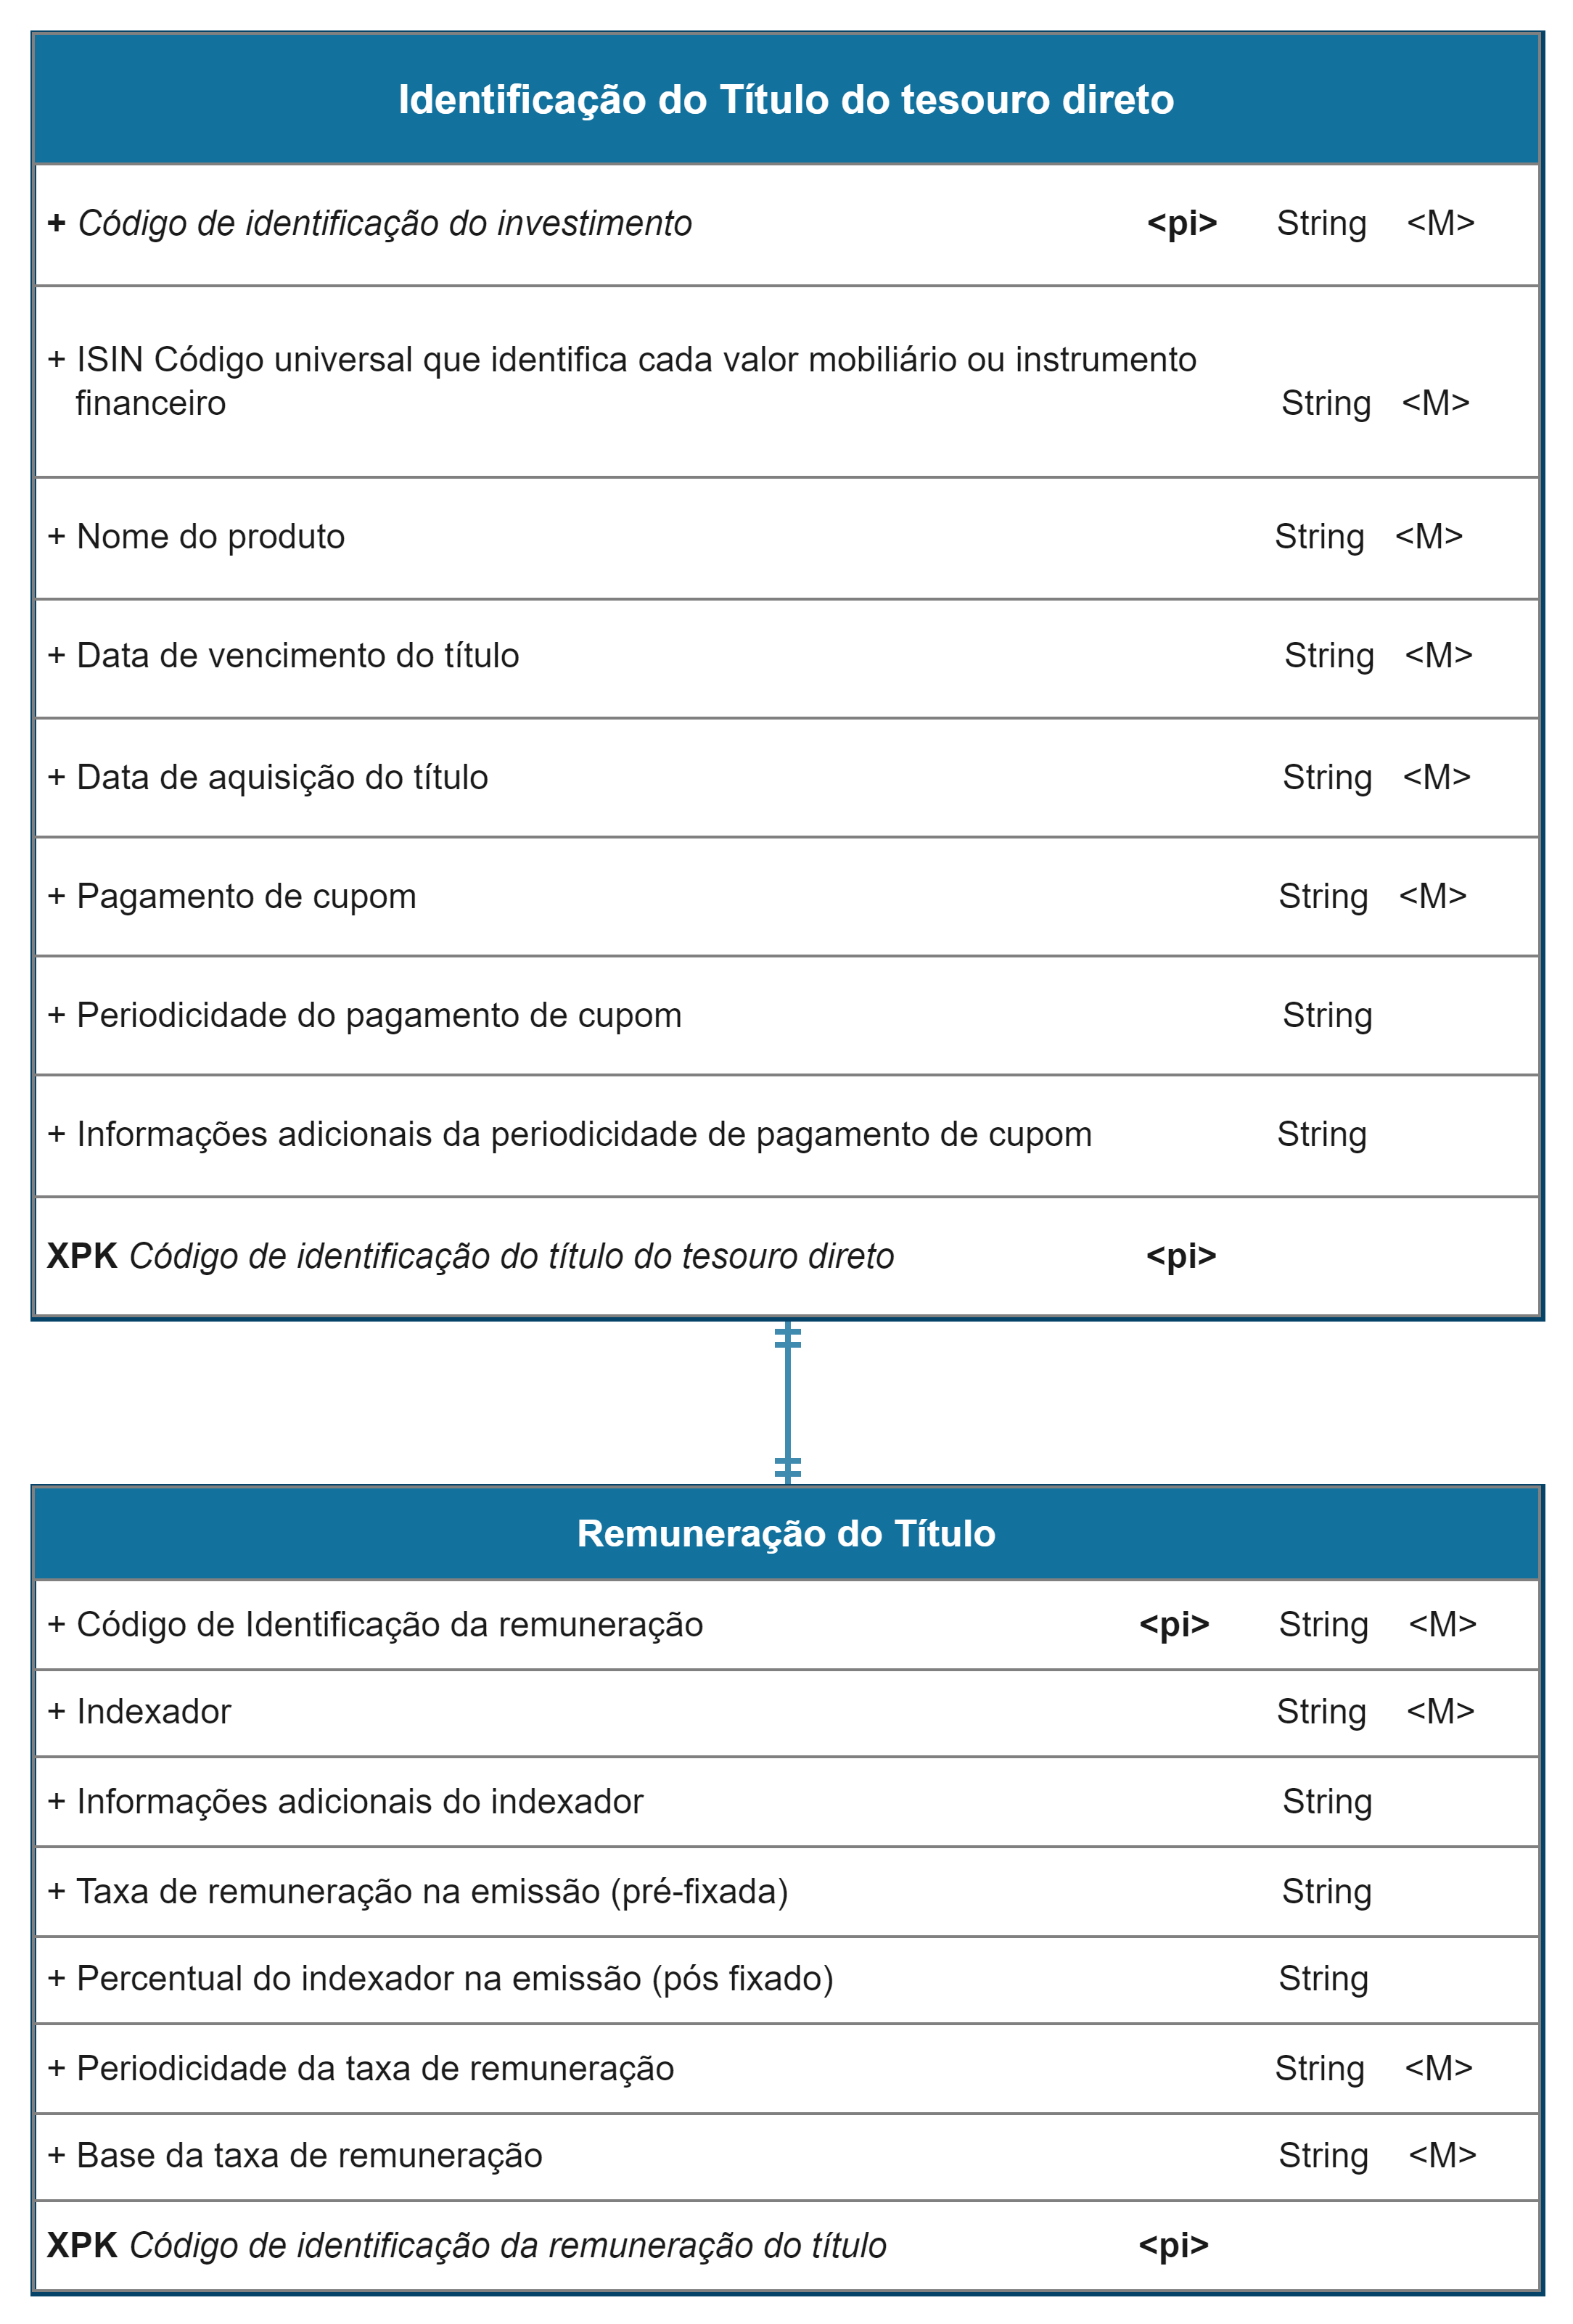 Identificação do Título do tesouro direto
+ Código de identificação do investimento <pi> String <M>
+ ISIN Código universal que identifica cada valor mobiliário ou instrumento
financeiro String <M>
+ Nome do produto String <M>
+ Data de vencimento do título String <M>
+ Data de aquisição do título String <M>
+ Pagamento de cupom String <M>
+ Periodicidade do pagamento de cupom String
+ Informações adicionais da periodicidade de pagamento de cupom String
XPK Código de identificação do título do tesouro direto <pi>
Remuneração do Título
+ Código de Identificação da remuneração <pi> String <M>
+ Indexador String <M>
+ Informações adicionais do indexador String
+ Taxa de remuneração na emissão (pré-fixada) String
+ Percentual do indexador na emissão (pós fixado) String
+ Periodicidade da taxa de remuneração String <M>
+ Base da taxa de remuneração String <M>
XPK Código de identificação da remuneração do título <pi>